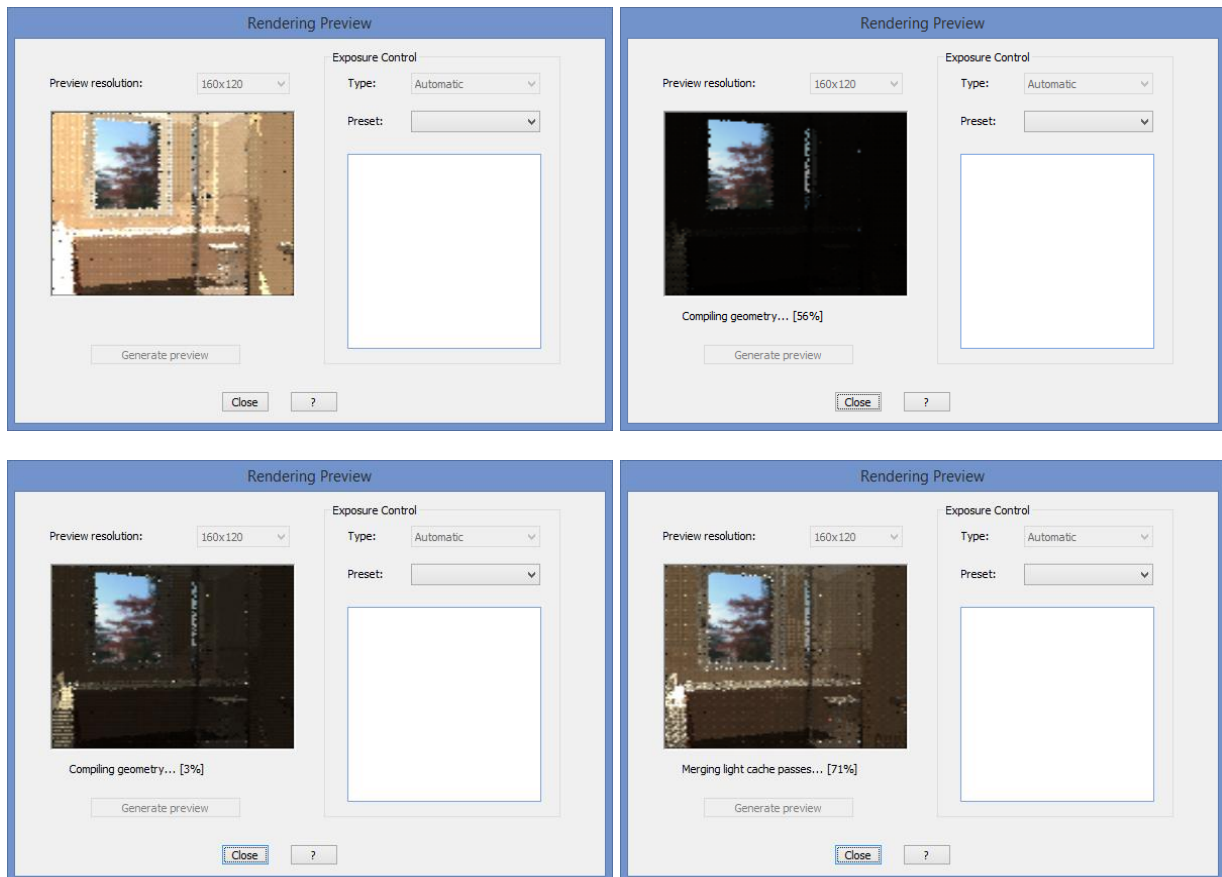 Rendering Preview
Exposure Control
Preview resolution: 160x120 Type: Automatic
Preset:
Generate preview
Close ?
Rendering Preview
Exposure Control
Preview resolution: 160x120 Type: Automatic
Preset:
Compiling geometry... [56%]
Generate preview
Close ?
Rendering Preview
Exposure Control
Preview resolution: 160x120 Type: Automatic
Preset:
Compiling geometry... [3%]
Generate preview
Close ?
Rendering Preview
Exposure Control
Preview resolution: 160x120 Type: Automatic
Preset:
Merging light cache passes... [71%]
Generate preview
Close ?